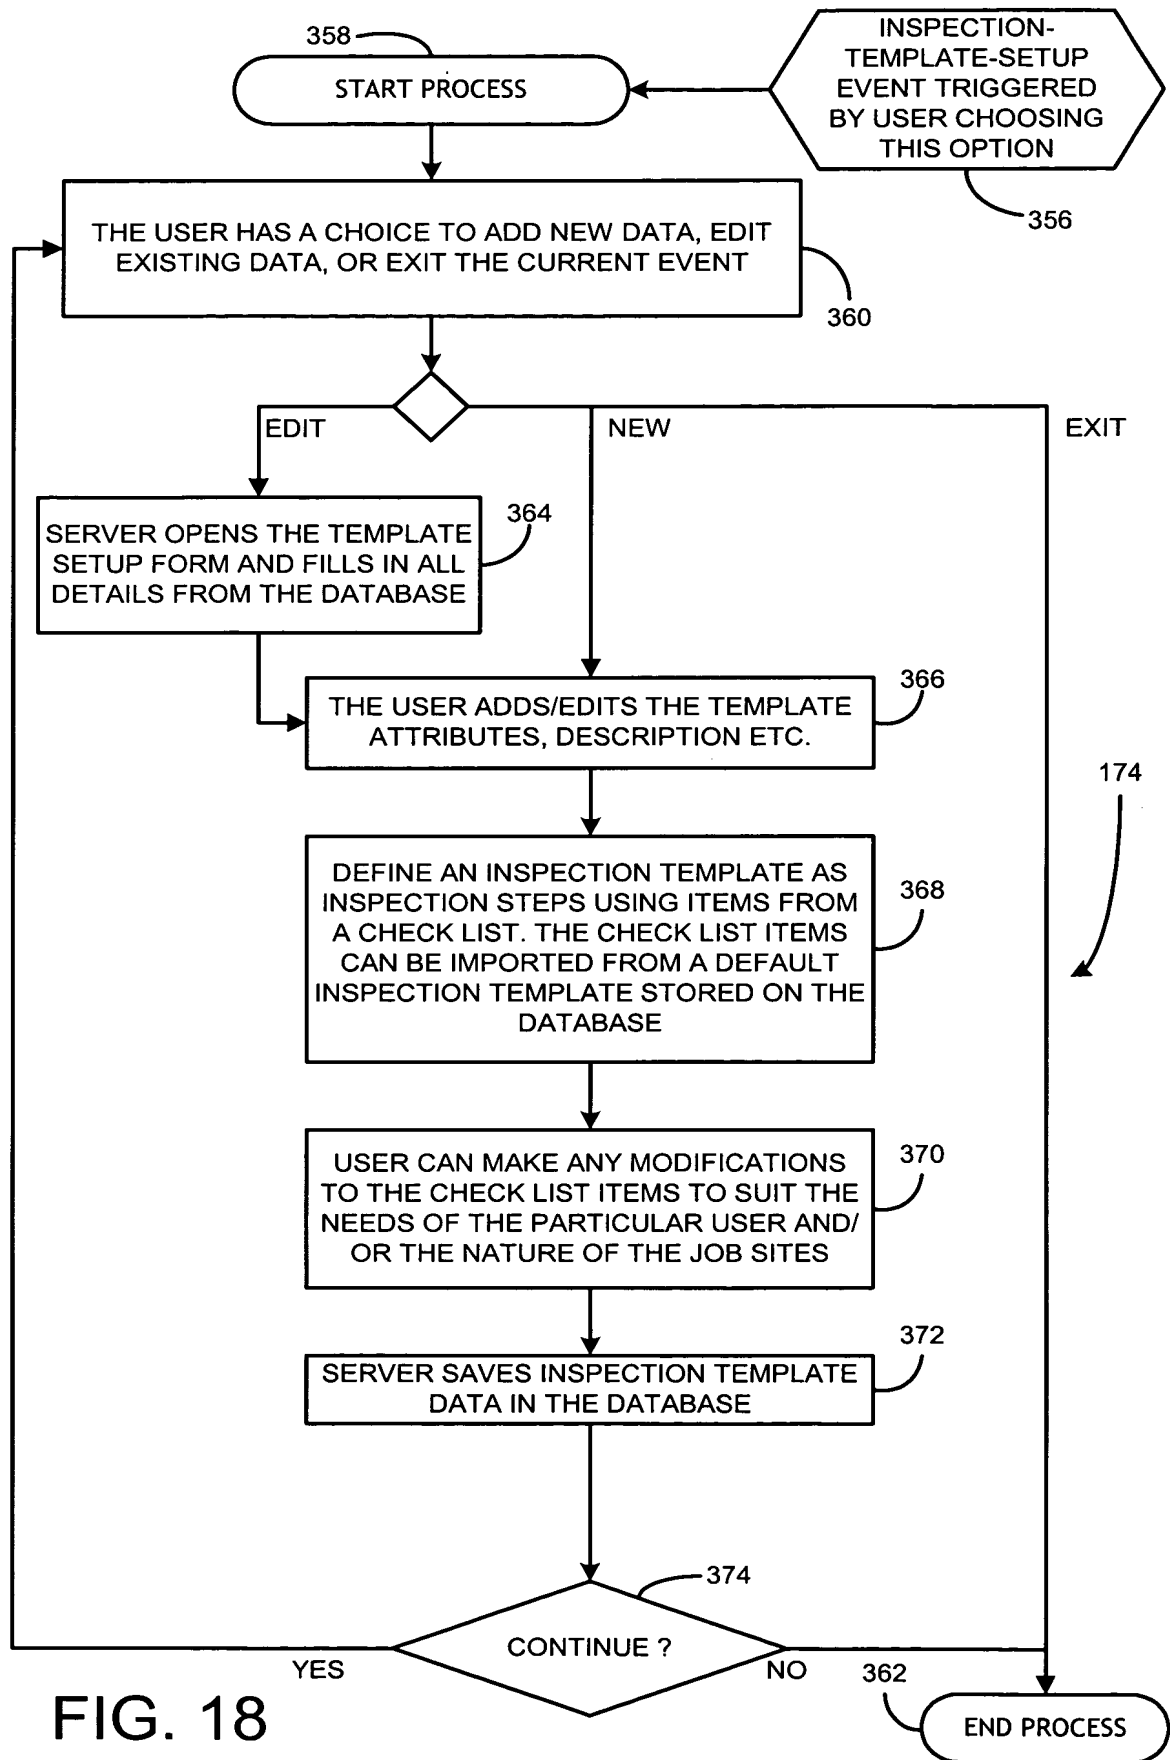 358
START PROCESS
INSPECTION-
TEMPLATE-SETUP
EVENT TRIGGERED
BY USER CHOOSING
THIS OPTION
356
THE USER HAS A CHOICE TO ADD NEW DATA, EDIT
EXISTING DATA, OR EXIT THE CURRENT EVENT
360
EDIT
NEW
EXIT
SERVER OPENS THE TEMPLATE
SETUP FORM AND FILLS IN ALL
DETAILS FROM THE DATABASE
364
THE USER ADDS/EDITS THE TEMPLATE
ATTRIBUTES, DESCRIPTION ETC.
366
174
DEFINE AN INSPECTION TEMPLATE AS
INSPECTION STEPS USING ITEMS FROM
A CHECK LIST. THE CHECK LIST ITEMS
CAN BE IMPORTED FROM A DEFAULT
INSPECTION TEMPLATE STORED ON THE
DATABASE
368
USER CAN MAKE ANY MODIFICATIONS
TO THE CHECK LIST ITEMS TO SUIT THE
NEEDS OF THE PARTICULAR USER AND/
OR THE NATURE OF THE JOB SITES
370
SERVER SAVES INSPECTION TEMPLATE
DATA IN THE DATABASE
372
374
CONTINUE ?
YES
NO
362
END PROCESS
FIG. 18